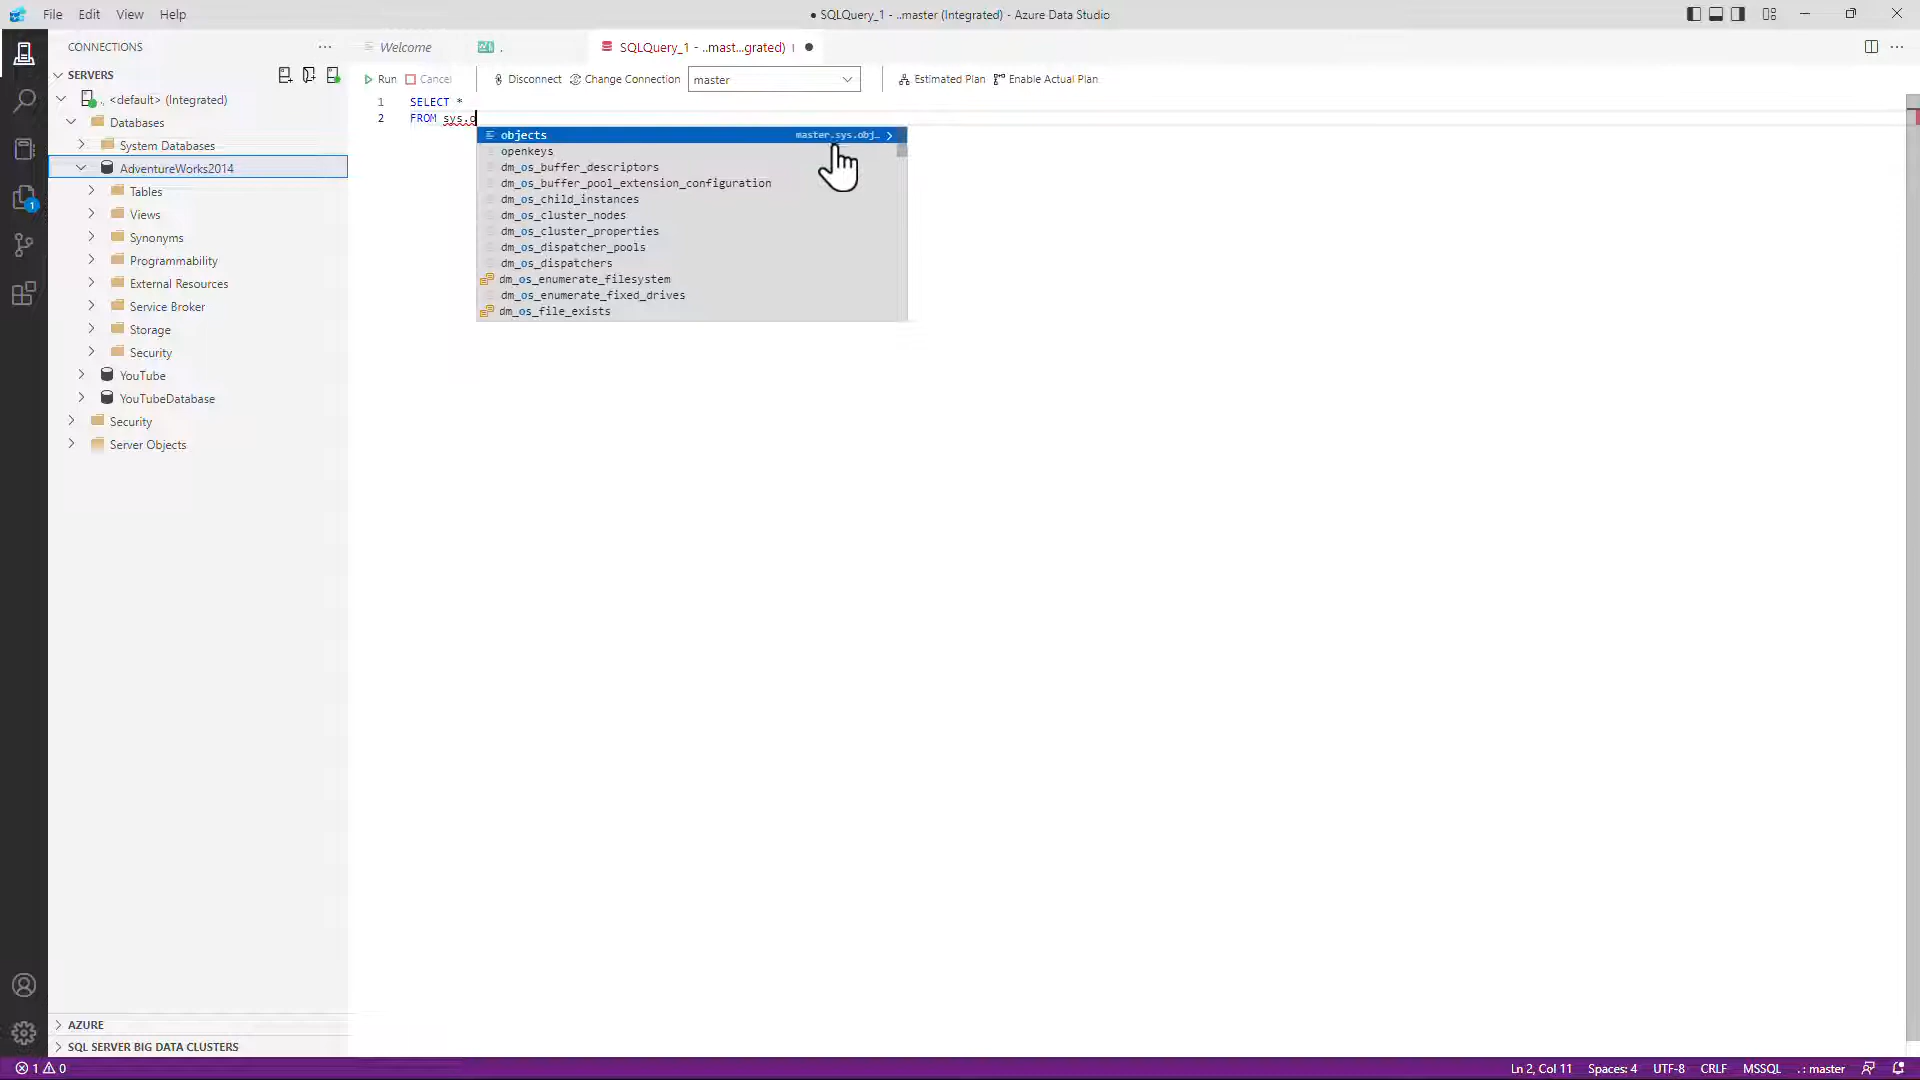 File Edit View Help
● SQLQuery_1 - ..master (Integrated) - Azure Data Studio
CONNECTIONS
SERVERS
., <default> (Integrated)
Databases
System Databases
AdventureWorks2014
Tables
Views
Synonyms
Programmability
External Resources
Service Broker
Storage
Security
YouTube
YouTubeDatabase
Security
Server Objects
AZURE
SQL SERVER BIG DATA CLUSTERS
1
Welcome
.
SQLQuery_1 - ..mast...grated)
Run Cancel Disconnect Change Connection master Estimated Plan Enable Actual Plan
1 SELECT *
2 FROM sys.o
objects master.sys.obj…
openkeys
dm_os_buffer_descriptors
dm_os_buffer_pool_extension_configuration
dm_os_child_instances
dm_os_cluster_nodes
dm_os_cluster_properties
dm_os_dispatcher_pools
dm_os_dispatchers
dm_os_enumerate_filesystem
dm_os_enumerate_fixed_drives
dm_os_file_exists
1 0 Ln 2, Col 11 Spaces: 4 UTF-8 CRLF MSSQL . : master